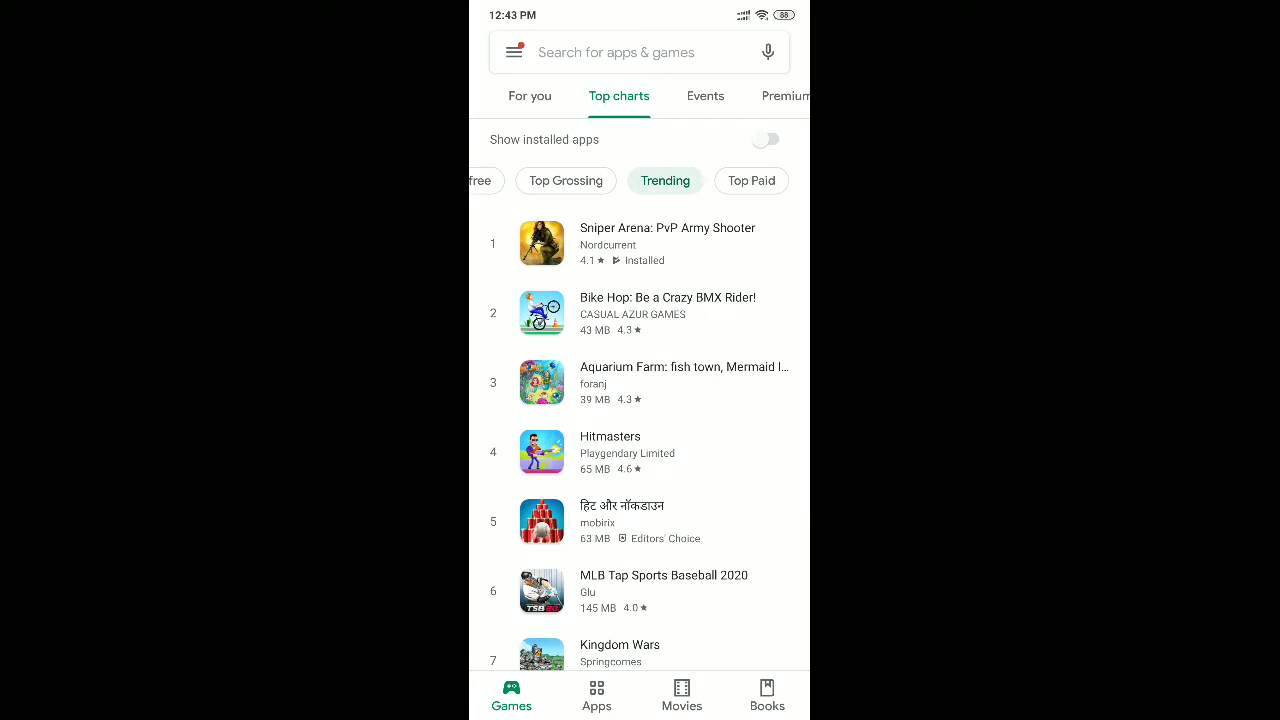 12:43 PM
88
Search for apps & games
For you Top charts Events Premium
Show installed apps
free Top Grossing Trending Top Paid
1
Sniper Arena: PvP Army Shooter
Nordcurrent
4.1 ★ Installed
2
Bike Hop: Be a Crazy BMX Rider!
CASUAL AZUR GAMES
43 MB 4.3 ★
3
Aquarium Farm: fish town, Mermaid l...
foranj
39 MB 4.3 ★
4
Hitmasters
Playgendary Limited
65 MB 4.6 ★
5
हिट और नॉकडाउन
mobirix
63 MB Editors' Choice
6
MLB Tap Sports Baseball 2020
Glu
145 MB 4.0 ★
TSB 20
7
Kingdom Wars
Springcomes
Games Apps Movies Books